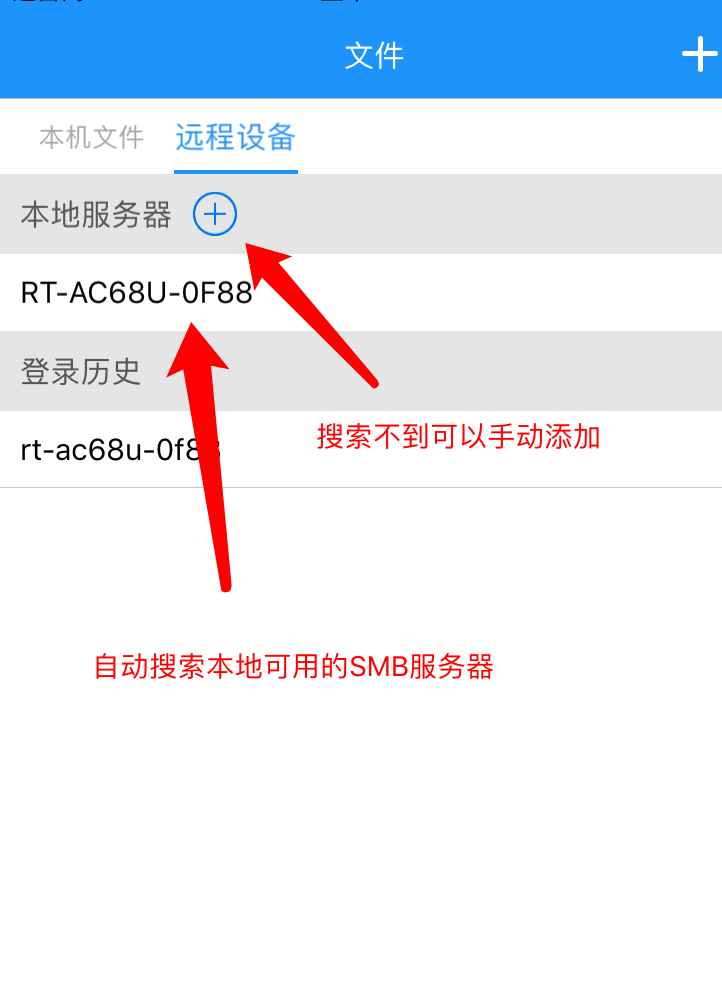 文件
本机文件 远程设备
本地服务器
RT-AC68U-0F88
登录历史
搜索不到可以手动添加
rt-ac68u-0f88
自动搜索本地可用的SMB服务器